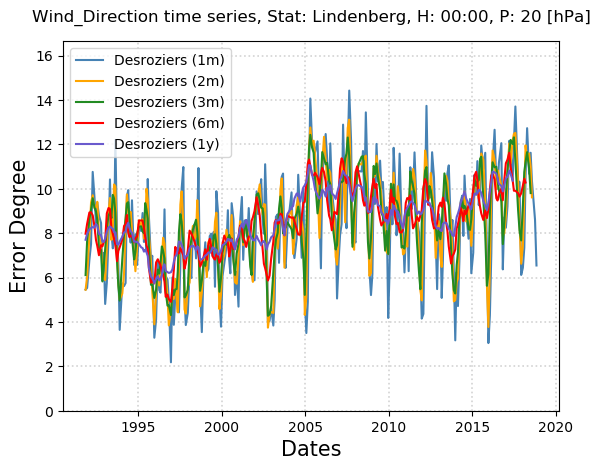 Wind_Direction time series, Stat: Lindenberg, H: 00:00, P: 20 [hPa]
Desroziers (1m)
Desroziers (2m)
Desroziers (3m)
Desroziers (6m)
Desroziers (1y)
Error Degree
16
14
12
10
8
6
4
2
0
1995 2000 2005 2010 2015 2020
Dates